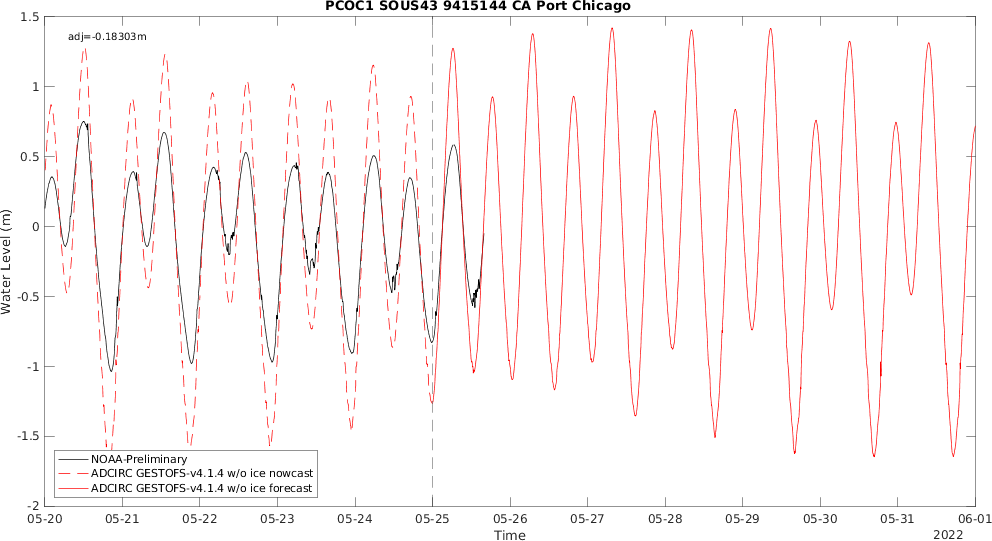 PCOC1 SOUS43 9415144 CA Port Chicago
adj=-0.18303m
1.5
1
0.5
0
-0.5
-1
-1.5
-2
Water Level (m)
NOAA-Preliminary
ADCIRC GESTOFS-v4.1.4 w/o ice nowcast
ADCIRC GESTOFS-v4.1.4 w/o ice forecast
05-20 05-21 05-22 05-23 05-24 05-25 05-26 05-27 05-28 05-29 05-30 05-31 06-01
Time
2022